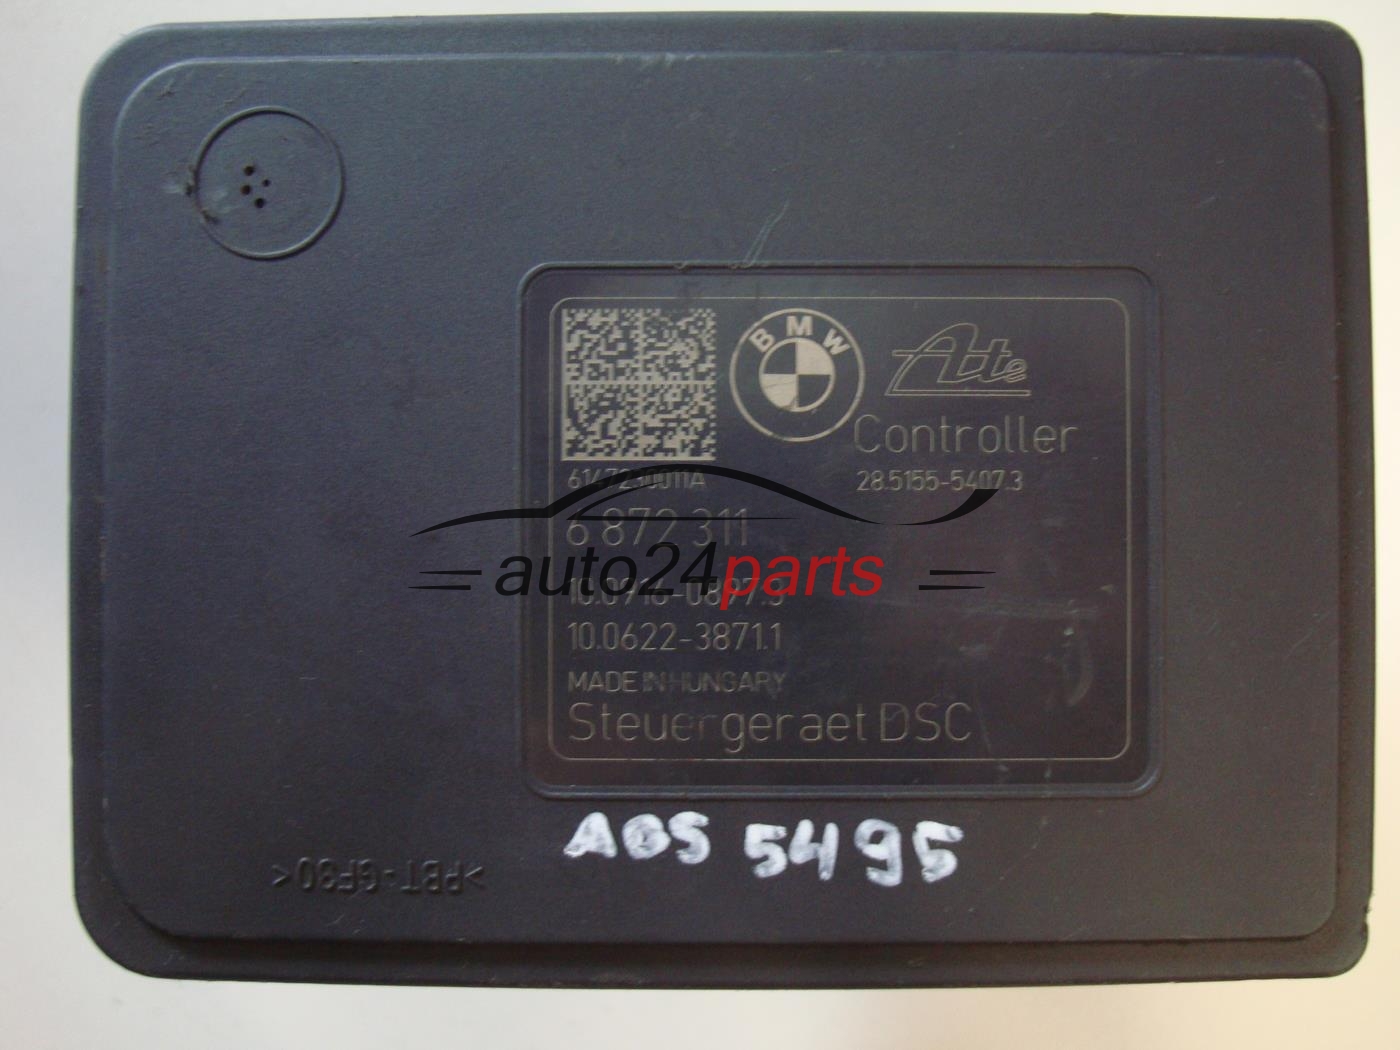 BMW
Ate
Controller
6147230011A
28.5155-5407.3
6 872 311
auto24parts
10.0622-3871.1
MADE IN HUNGARY
Steuergeraet DSC
ABS 5495
>PBT-GF30<